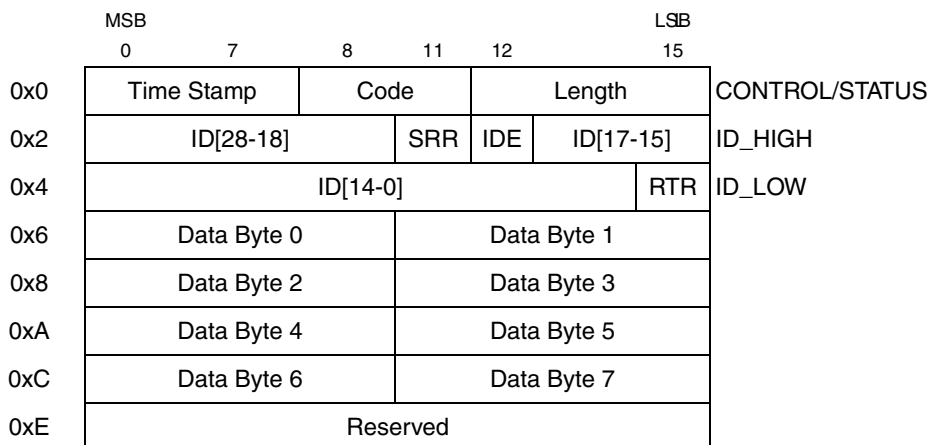 MSB LSB
0 7 8 11 12 15
0x0 Time Stamp Code Length CONTROL/STATUS
0x2 ID[28-18] SRR IDE ID[17-15] ID_HIGH
0x4 ID[14-0] RTR ID_LOW
0x6 Data Byte 0 Data Byte 1
0x8 Data Byte 2 Data Byte 3
0xA Data Byte 4 Data Byte 5
0xC Data Byte 6 Data Byte 7
0xE Reserved